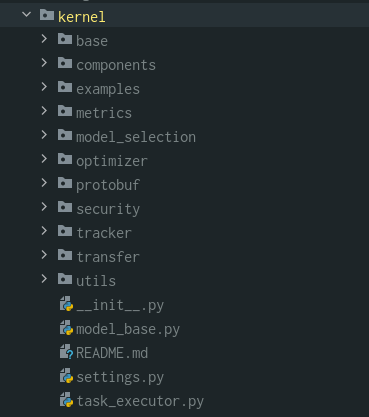 kernel
base
components
examples
metrics
model_selection
optimizer
protobuf
security
tracker
transfer
utils
__init__.py
model_base.py
README.md
settings.py
task_executor.py